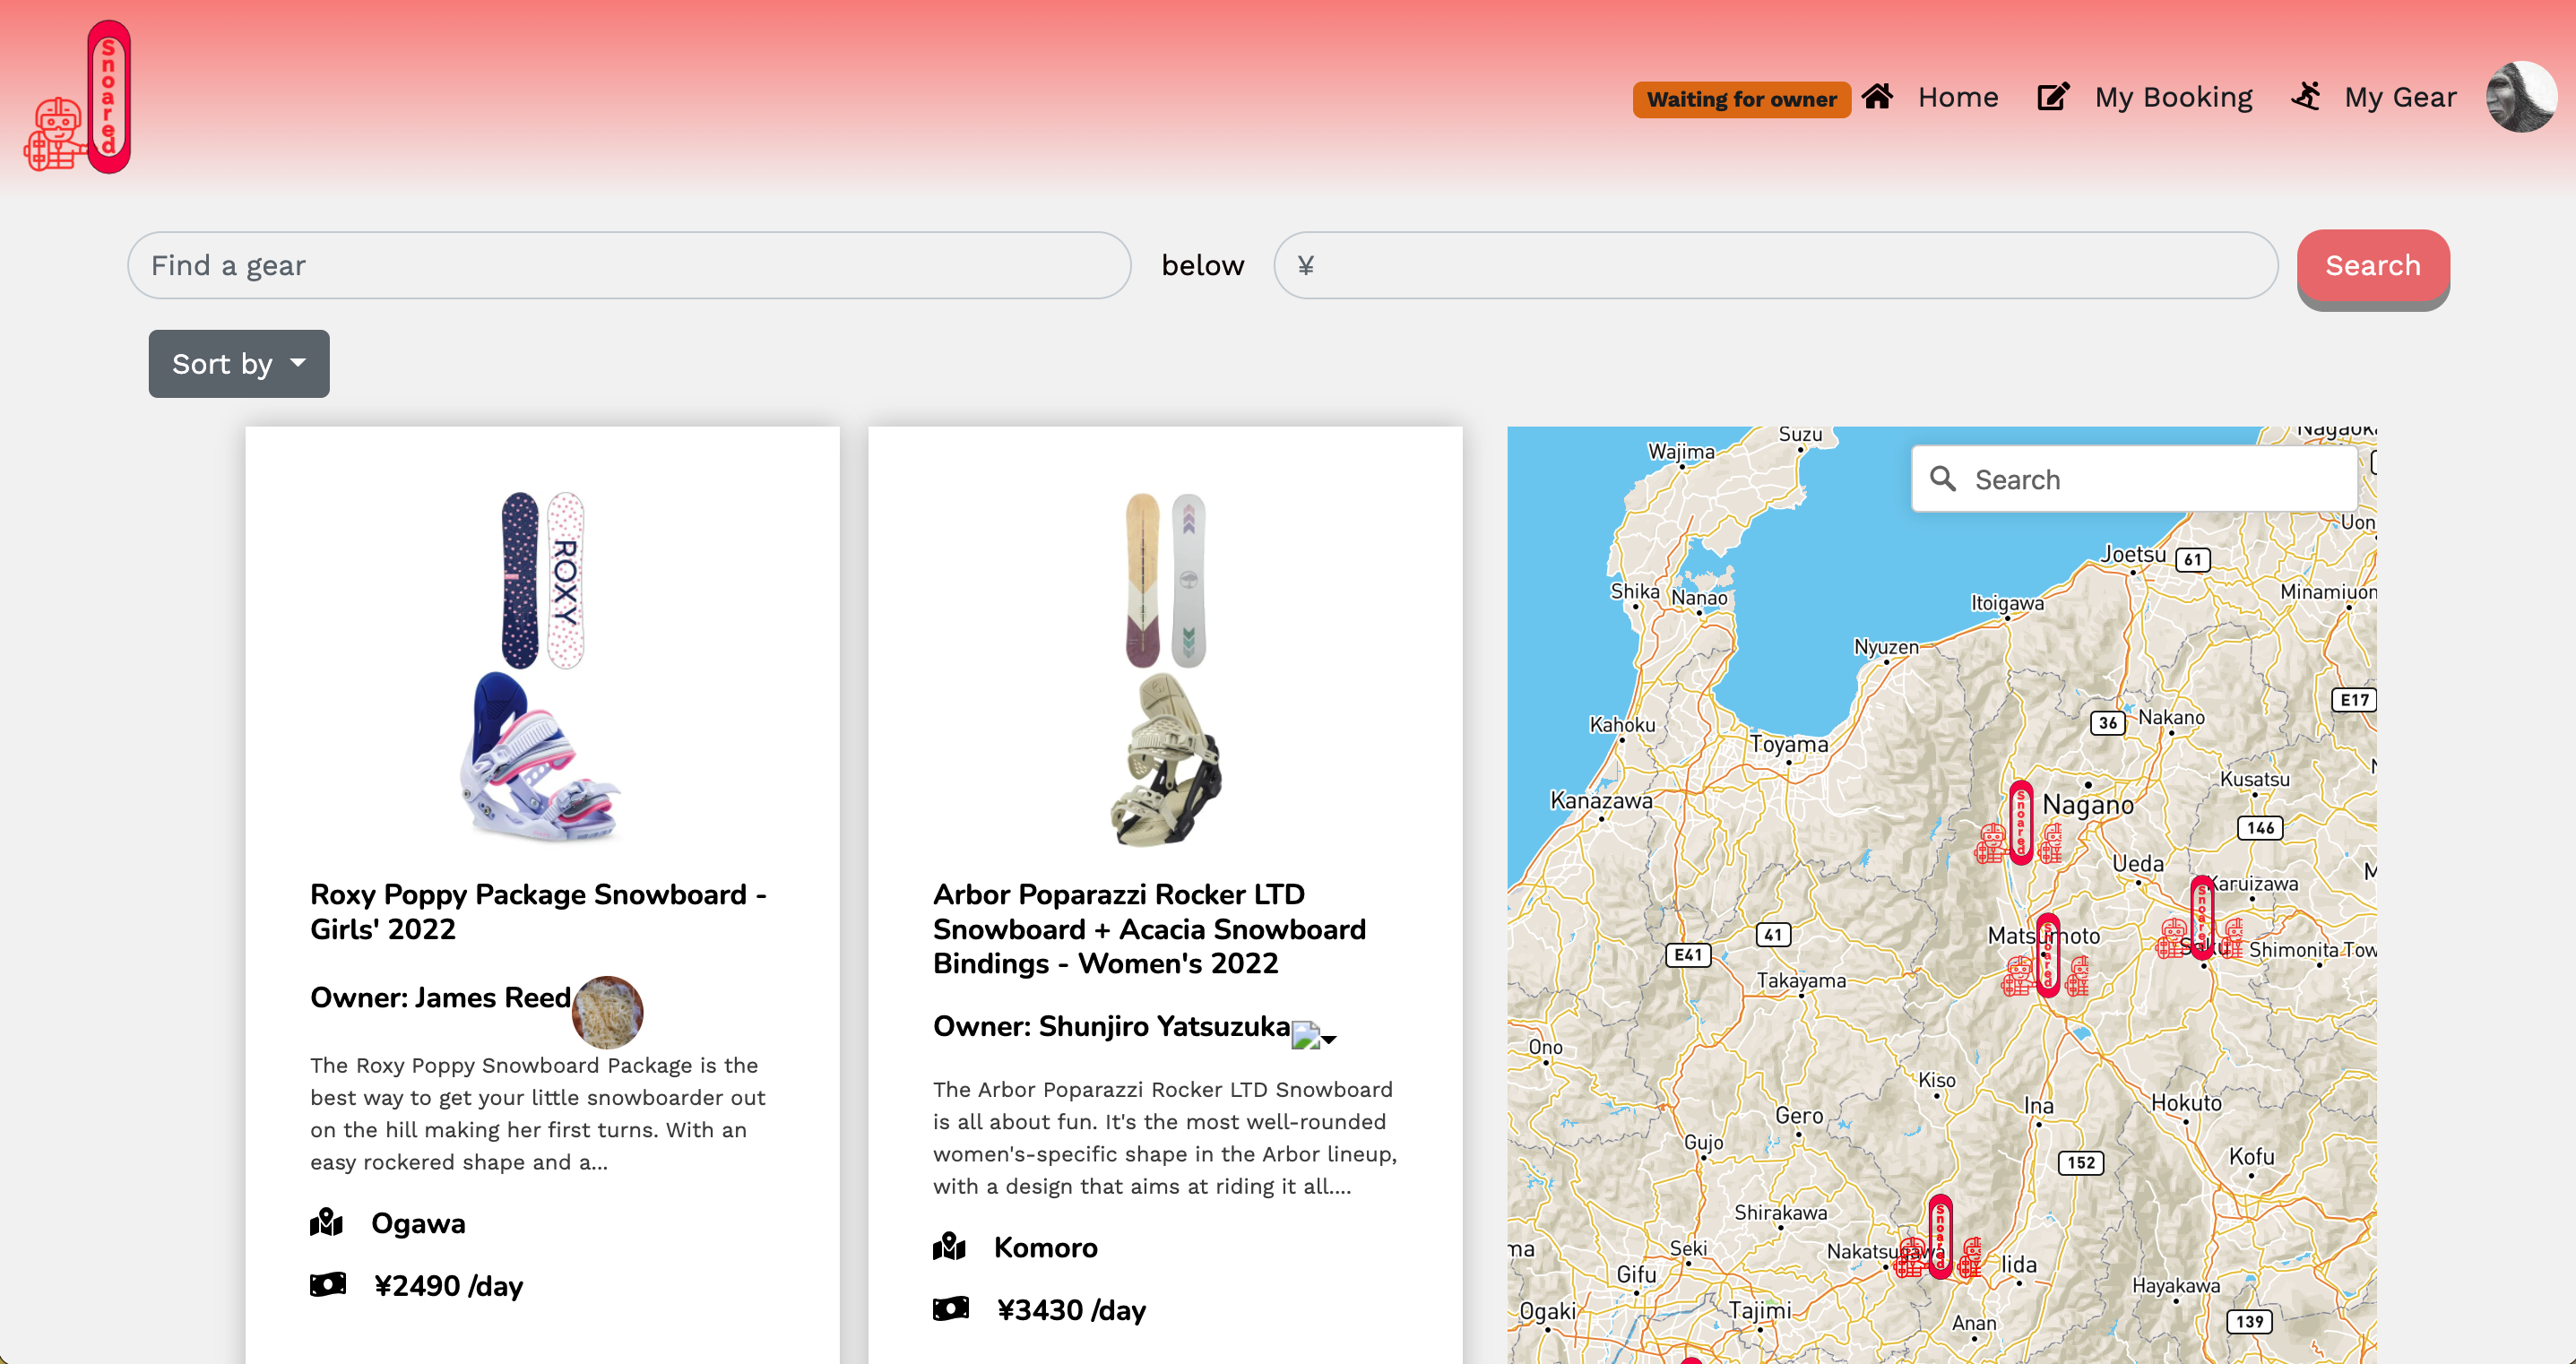 Snoared
Waiting for owner
Home
My Booking
My Gear
Find a gear
below
¥
Search
Sort by
ROXY
Roxy Poppy Package Snowboard -
Girls' 2022
Owner: James Reed
The Roxy Poppy Snowboard Package is the
best way to get your little snowboarder out
on the hill making her first turns. With an
easy rockered shape and a...
Ogawa
¥2490 /day
Arbor Poparazzi Rocker LTD
Snowboard + Acacia Snowboard
Bindings - Women's 2022
Owner: Shunjiro Yatsuzuka
The Arbor Poparazzi Rocker LTD Snowboard
is all about fun. It's the most well-rounded
women's-specific shape in the Arbor lineup,
with a design that aims at riding it all....
Komoro
¥3430 /day
Suzu
Wajima
Search
Joetsu
61
Shika
Nanao
Itoigawa
Nyuzen
E17
Kahoku
36
Nakano
Toyama
Kusatsu
Kanazawa
Snoared
Nagano
146
Ueda
Karuizawa
Snoared
41
Matsumoto
Snoared
E41
Saku
Shimonita Tow
Takayama
Ono
Kiso
Ina
Hokuto
Gero
Gujo
152
Kofu
Shirakawa
Snoared
Seki
Nakatsugawa
Iida
Gifu
Hayakawa
Ogaki
Tajimi
Anan
139